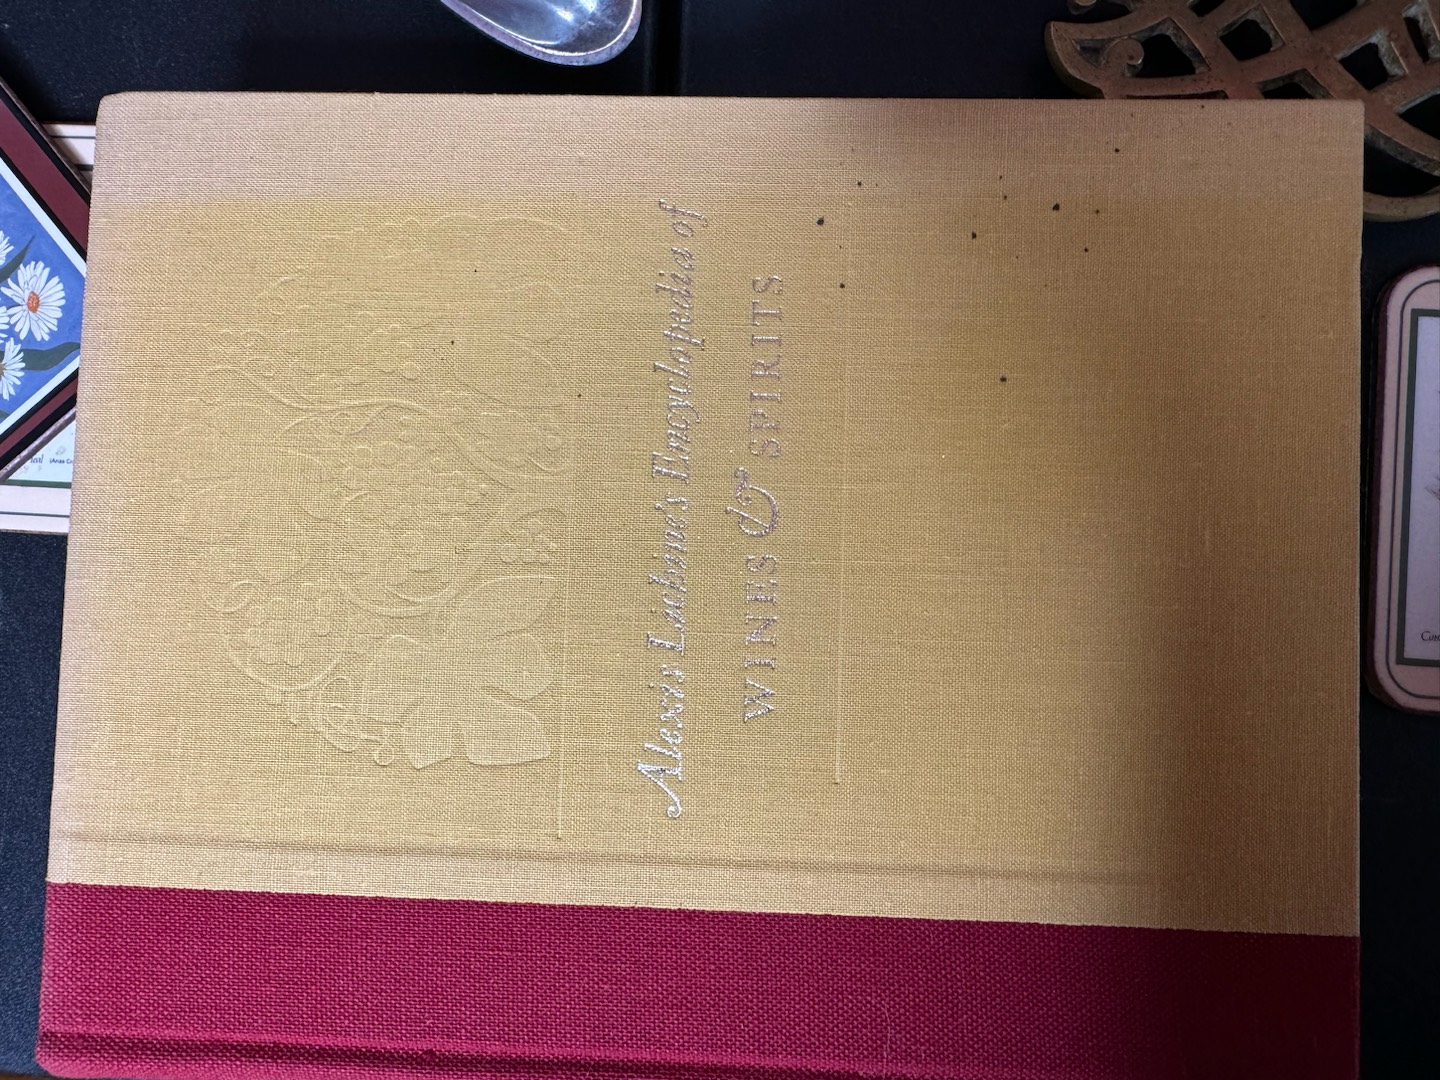 Alexis Lichine's Encyclopedia of
WINES & SPIRITS